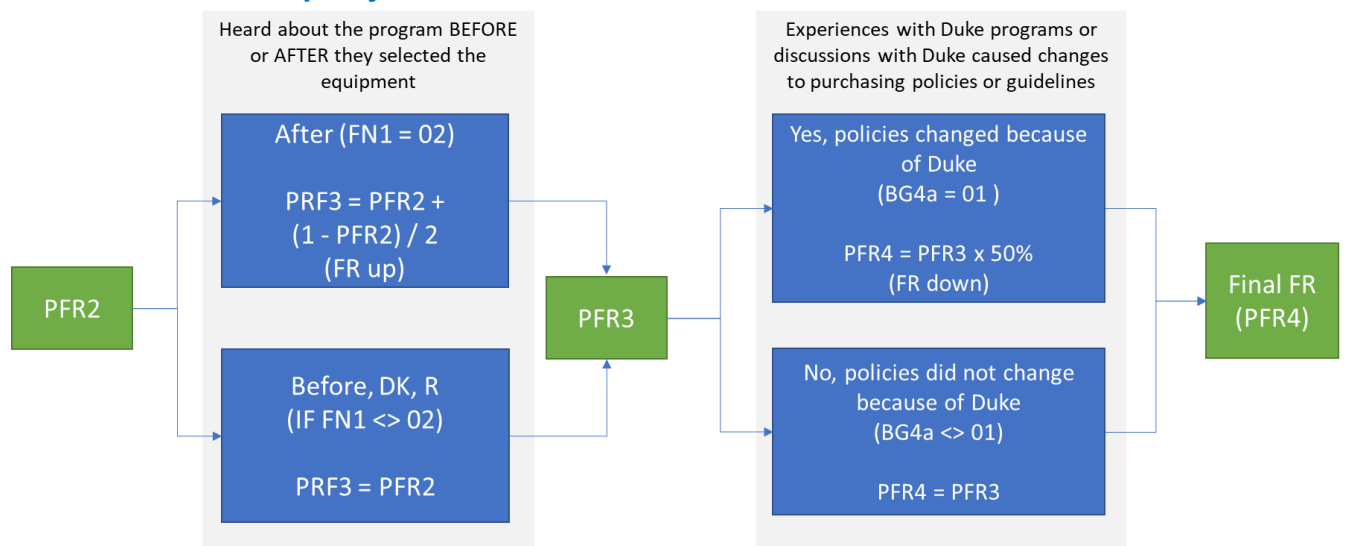 Heard about the program BEFORE
or AFTER they selected the
equipment
After (FN1 = 02)
PRF3 = PFR2 +
(1 - PFR2) / 2
(FR up)
PFR2
Before, DK, R
(IF FN1 <> 02)
PRF3 = PFR2
PFR3
Experiences with Duke programs or
discussions with Duke caused changes
to purchasing policies or guidelines
Yes, policies changed because
of Duke
(BG4a = 01 )
PFR4 = PFR3 x 50%
(FR down)
No, policies did not change
because of Duke
(BG4a <> 01)
PFR4 = PFR3
Final FR
(PFR4)